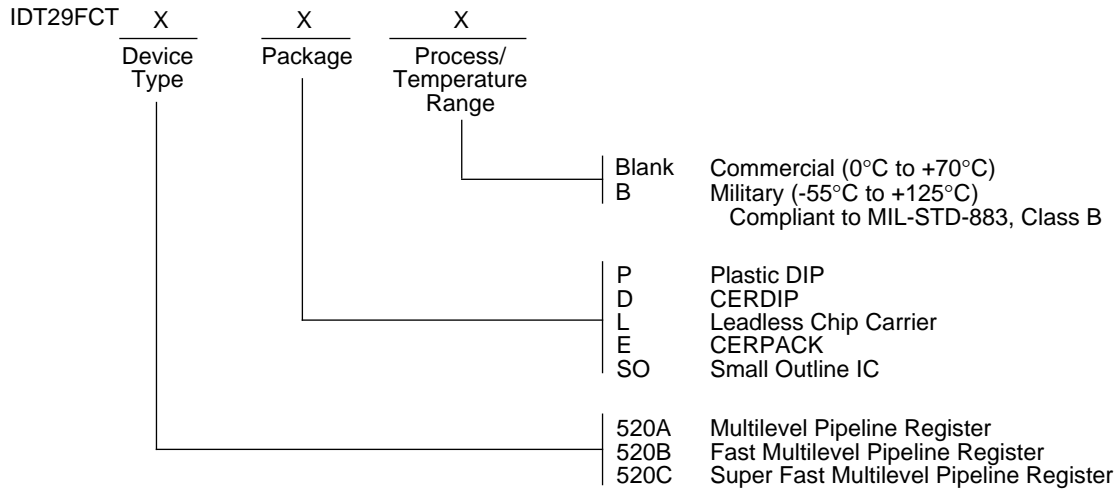 IDT29FCT X X X
Device Type
Package
Process/
Temperature
Range
Blank Commercial (0°C to +70°C)
B Military (-55°C to +125°C)
Compliant to MIL-STD-883, Class B
P Plastic DIP
D CERDIP
L Leadless Chip Carrier
E CERPACK
SO Small Outline IC
520A Multilevel Pipeline Register
520B Fast Multilevel Pipeline Register
520C Super Fast Multilevel Pipeline Register